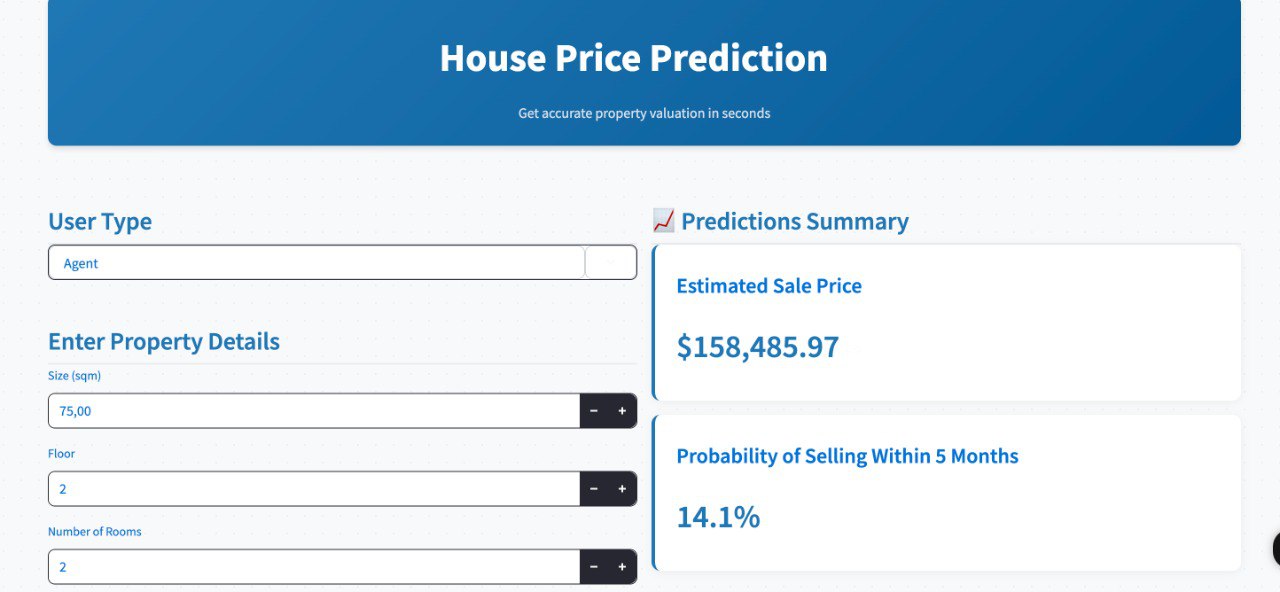 House Price Prediction
Get accurate property valuation in seconds
User Type
Agent
Enter Property Details
Size (sqm)
75,00
− +
Floor
2
− +
Number of Rooms
2
− +
Predictions Summary
Estimated Sale Price
$158,485.97
Probability of Selling Within 5 Months
14.1%